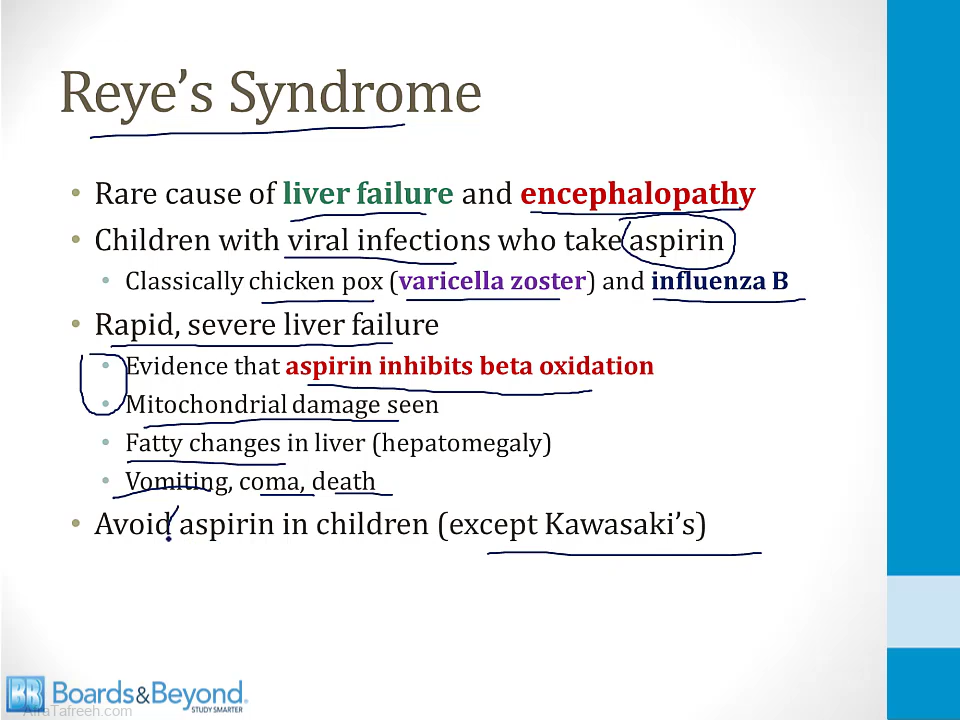 Reye's Syndrome
• Rare cause of liver failure and encephalopathy
• Children with viral infections who take aspirin
• Classically chicken pox (varicella zoster) and influenza B
• Rapid, severe liver failure
• Evidence that aspirin inhibits beta oxidation
• Mitochondrial damage seen
• Fatty changes in liver (hepatomegaly)
• Vomiting, coma, death
• Avoid aspirin in children (except Kawasaki's)
BB Boards&Beyond.
STUDY SMARTER
AiraTafreeh.com